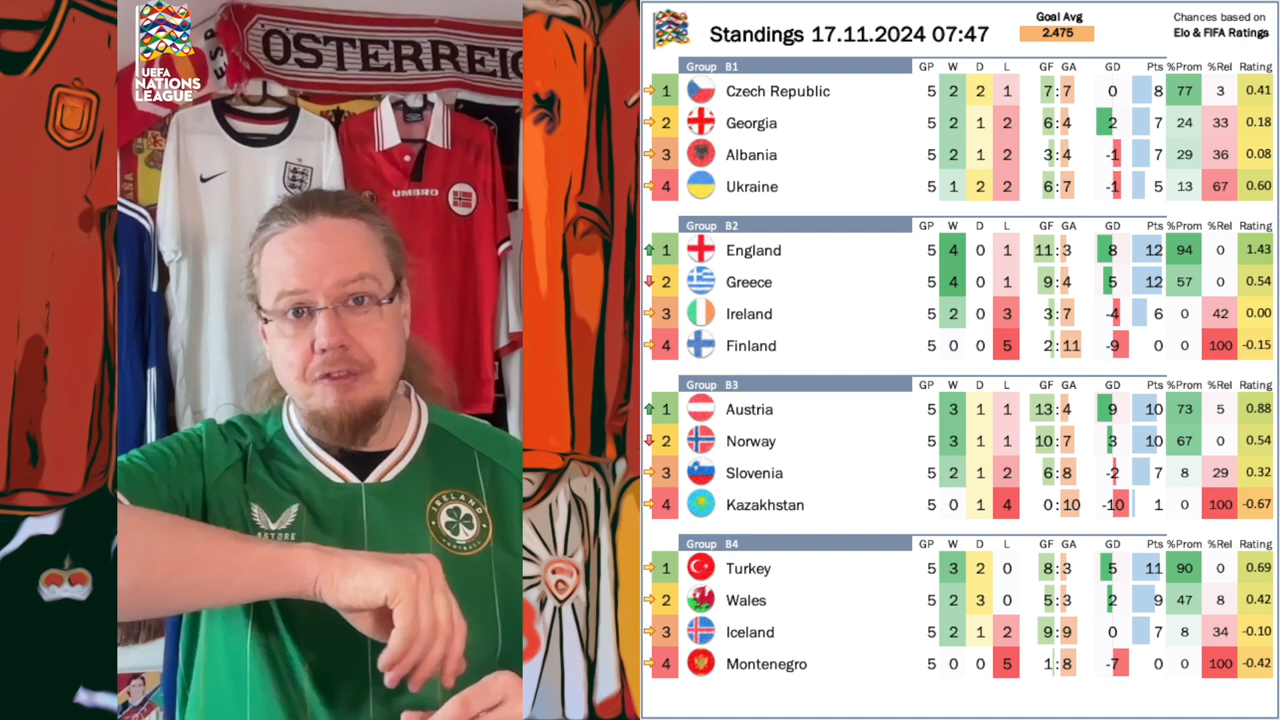 UEFA
NATIONS
LEAGUE
ESP
ÖSTERREIC
UMBRO
IRELAND
FOOTBALL
Standings 17.11.2024 07:47
Goal Avg
2.475
Chances based on
Elo & FIFA Ratings
Group B1 GP W D L GF GA GD Pts %Prom %Rel Rating
1 Czech Republic 5 2 2 1 7:7 0 8 77 3 0.41
2 Georgia 5 2 1 2 6:4 2 7 24 33 0.18
3 Albania 5 2 1 2 3:4 -1 7 29 36 0.08
4 Ukraine 5 1 2 2 6:7 -1 5 13 67 0.60
Group B2 GP W D L GF GA GD Pts %Prom %Rel Rating
1 England 5 4 0 1 11:3 8 12 94 0 1.43
2 Greece 5 4 0 1 9:4 5 12 57 0 0.54
3 Ireland 5 2 0 3 3:7 -4 6 0 42 0.00
4 Finland 5 0 0 5 2:11 -9 0 0 100 -0.15
Group B3 GP W D L GF GA GD Pts %Prom %Rel Rating
1 Austria 5 3 1 1 13:4 9 10 73 5 0.88
2 Norway 5 3 1 1 10:7 3 10 67 0 0.54
3 Slovenia 5 2 1 2 6:8 -2 7 8 29 0.32
4 Kazakhstan 5 0 1 4 0:10 -10 1 0 100 -0.67
Group B4 GP W D L GF GA GD Pts %Prom %Rel Rating
1 Turkey 5 3 2 0 8:3 5 11 90 0 0.69
2 Wales 5 2 3 0 5:3 2 9 47 8 0.42
3 Iceland 5 2 1 2 9:9 0 7 8 34 -0.10
4 Montenegro 5 0 0 5 1:8 -7 0 0 100 -0.42